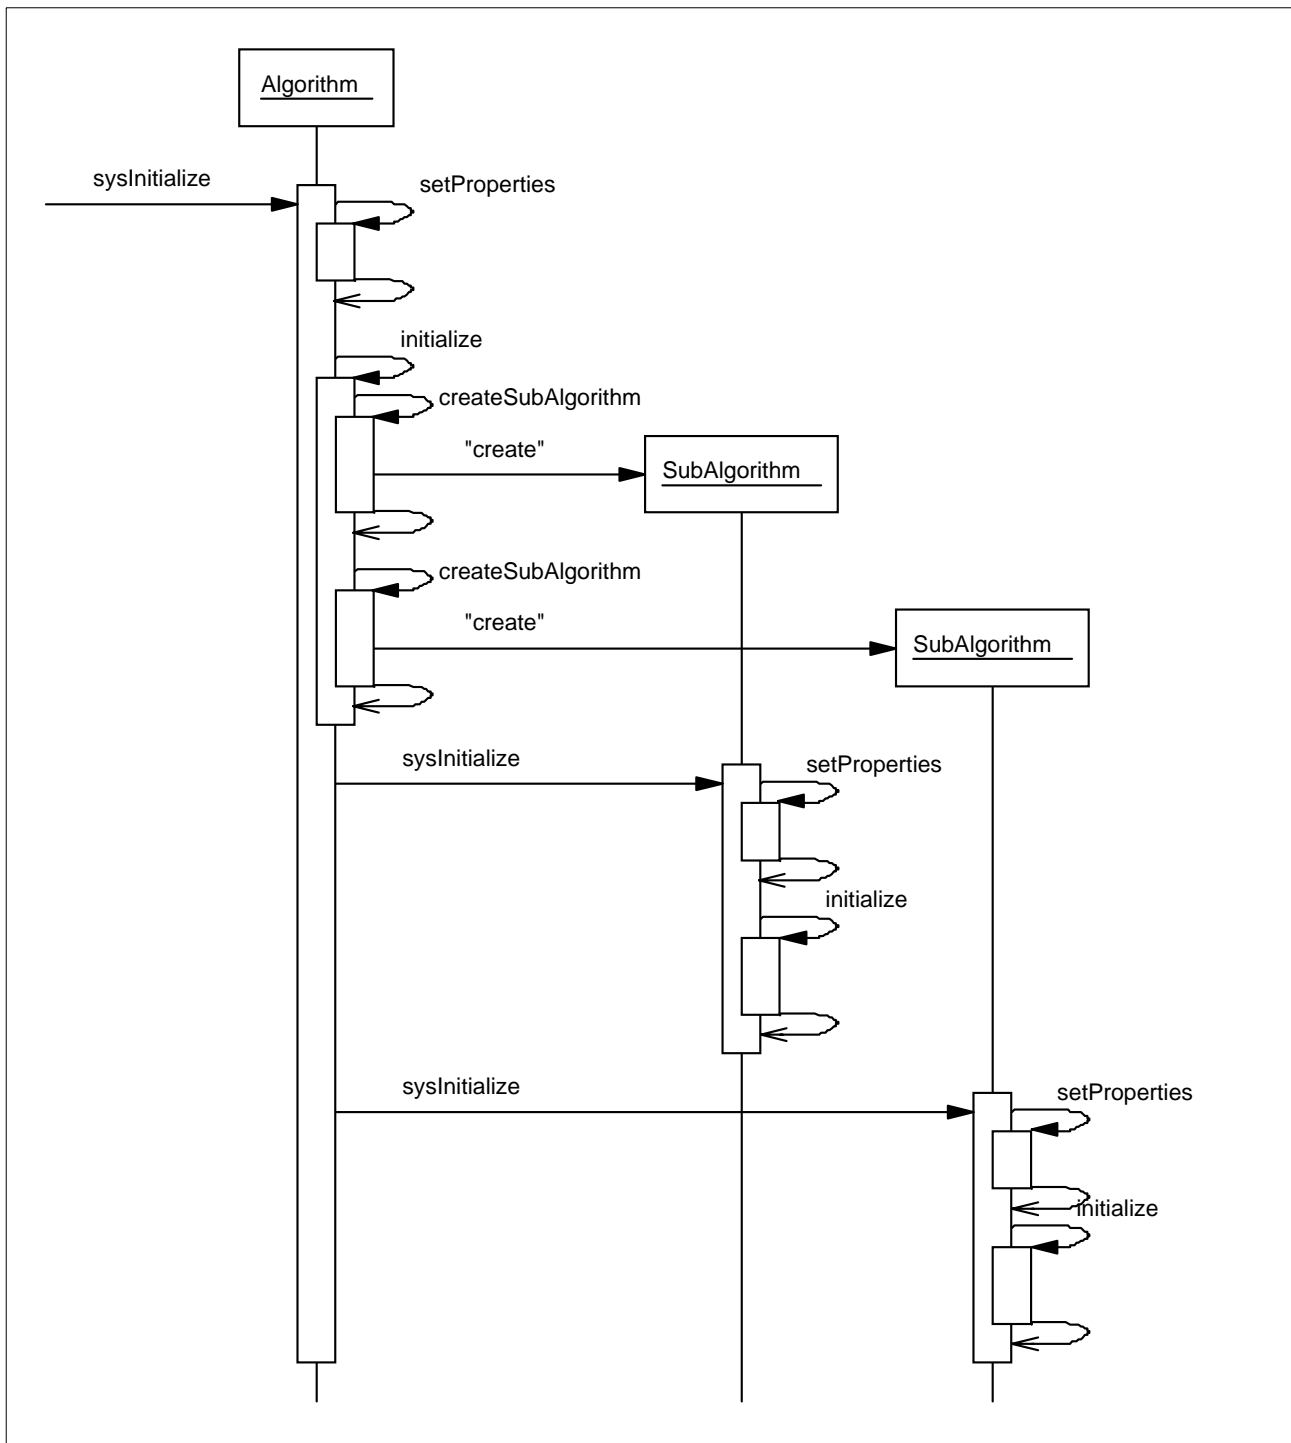 Algorithm
sysInitialize
setProperties
initialize
createSubAlgorithm
"create"
SubAlgorithm
createSubAlgorithm
"create"
SubAlgorithm
sysInitialize
setProperties
initialize
sysInitialize
setProperties
initialize